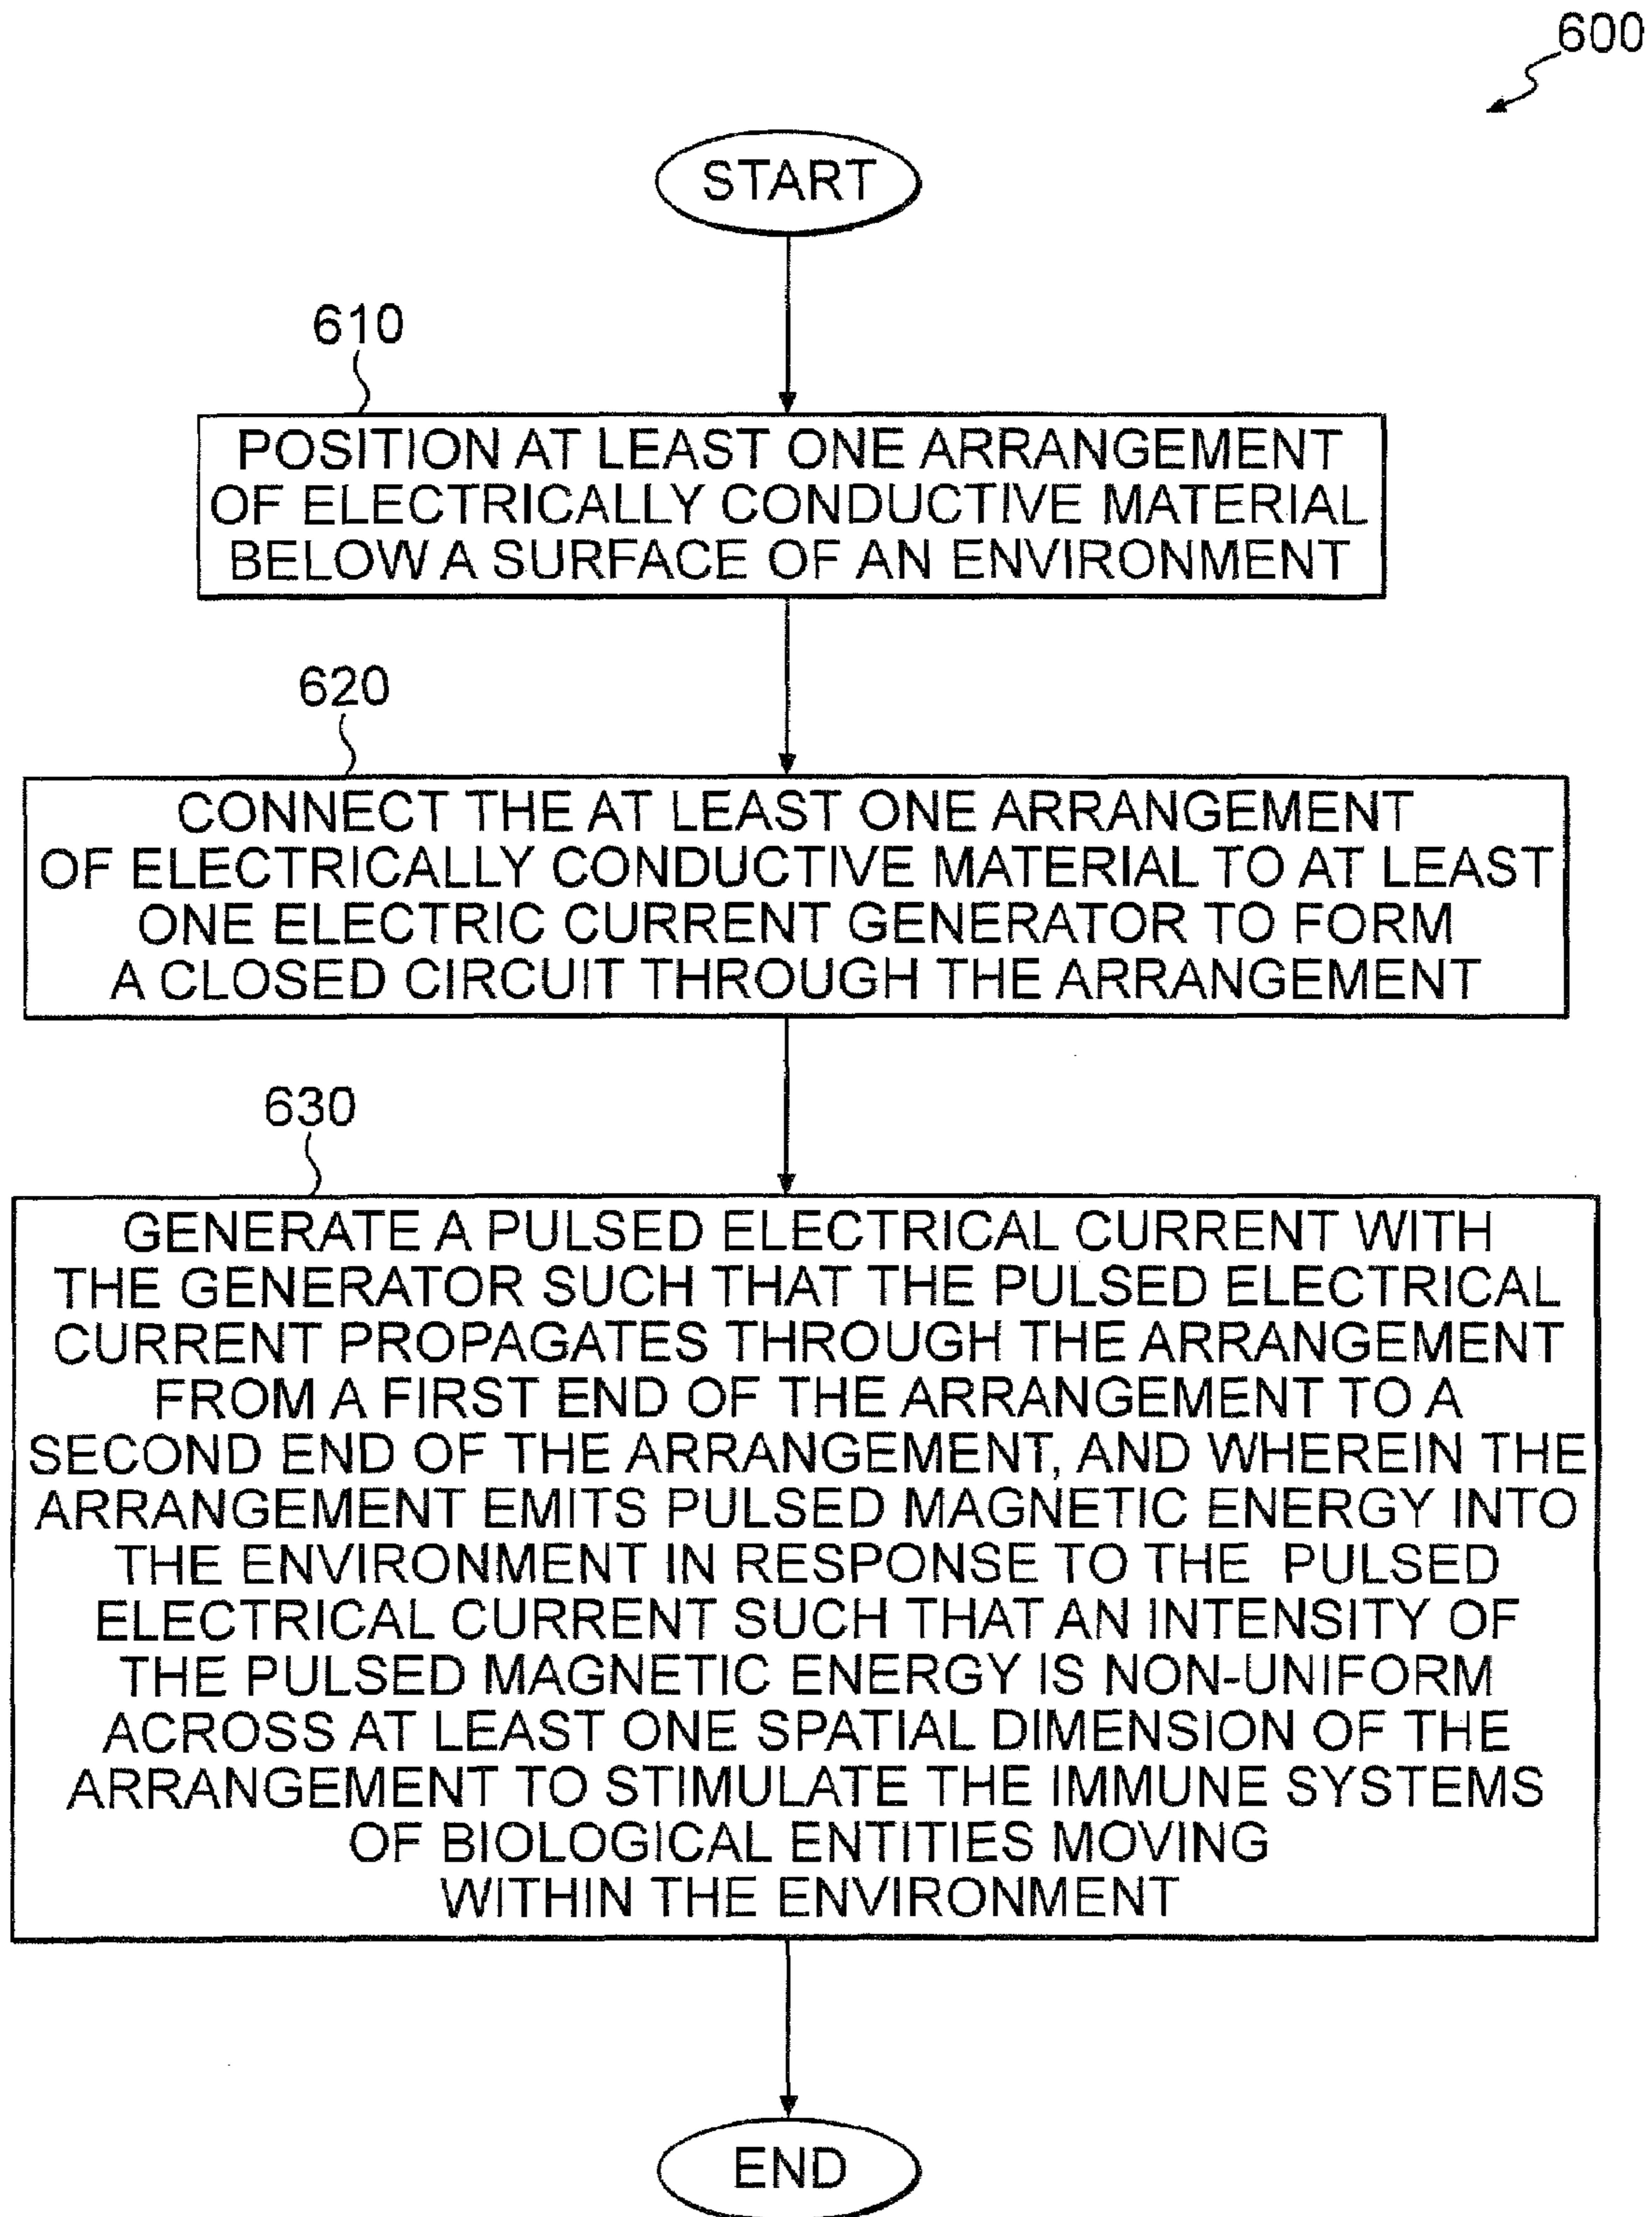 600
START
610
POSITION AT LEAST ONE ARRANGEMENT
OF ELECTRICALLY CONDUCTIVE MATERIAL
BELOW A SURFACE OF AN ENVIRONMENT
620
CONNECT THE AT LEAST ONE ARRANGEMENT
OF ELECTRICALLY CONDUCTIVE MATERIAL TO AT LEAST
ONE ELECTRIC CURRENT GENERATOR TO FORM
A CLOSED CIRCUIT THROUGH THE ARRANGEMENT
630
GENERATE A PULSED ELECTRICAL CURRENT WITH
THE GENERATOR SUCH THAT THE PULSED ELECTRICAL
CURRENT PROPAGATES THROUGH THE ARRANGEMENT
FROM A FIRST END OF THE ARRANGEMENT TO A
SECOND END OF THE ARRANGEMENT, AND WHEREIN THE
ARRANGEMENT EMITS PULSED MAGNETIC ENERGY INTO
THE ENVIRONMENT IN RESPONSE TO THE PULSED
ELECTRICAL CURRENT SUCH THAT AN INTENSITY OF
THE PULSED MAGNETIC ENERGY IS NON-UNIFORM
ACROSS AT LEAST ONE SPATIAL DIMENSION OF THE
ARRANGEMENT TO STIMULATE THE IMMUNE SYSTEMS
OF BIOLOGICAL ENTITIES MOVING
WITHIN THE ENVIRONMENT
END